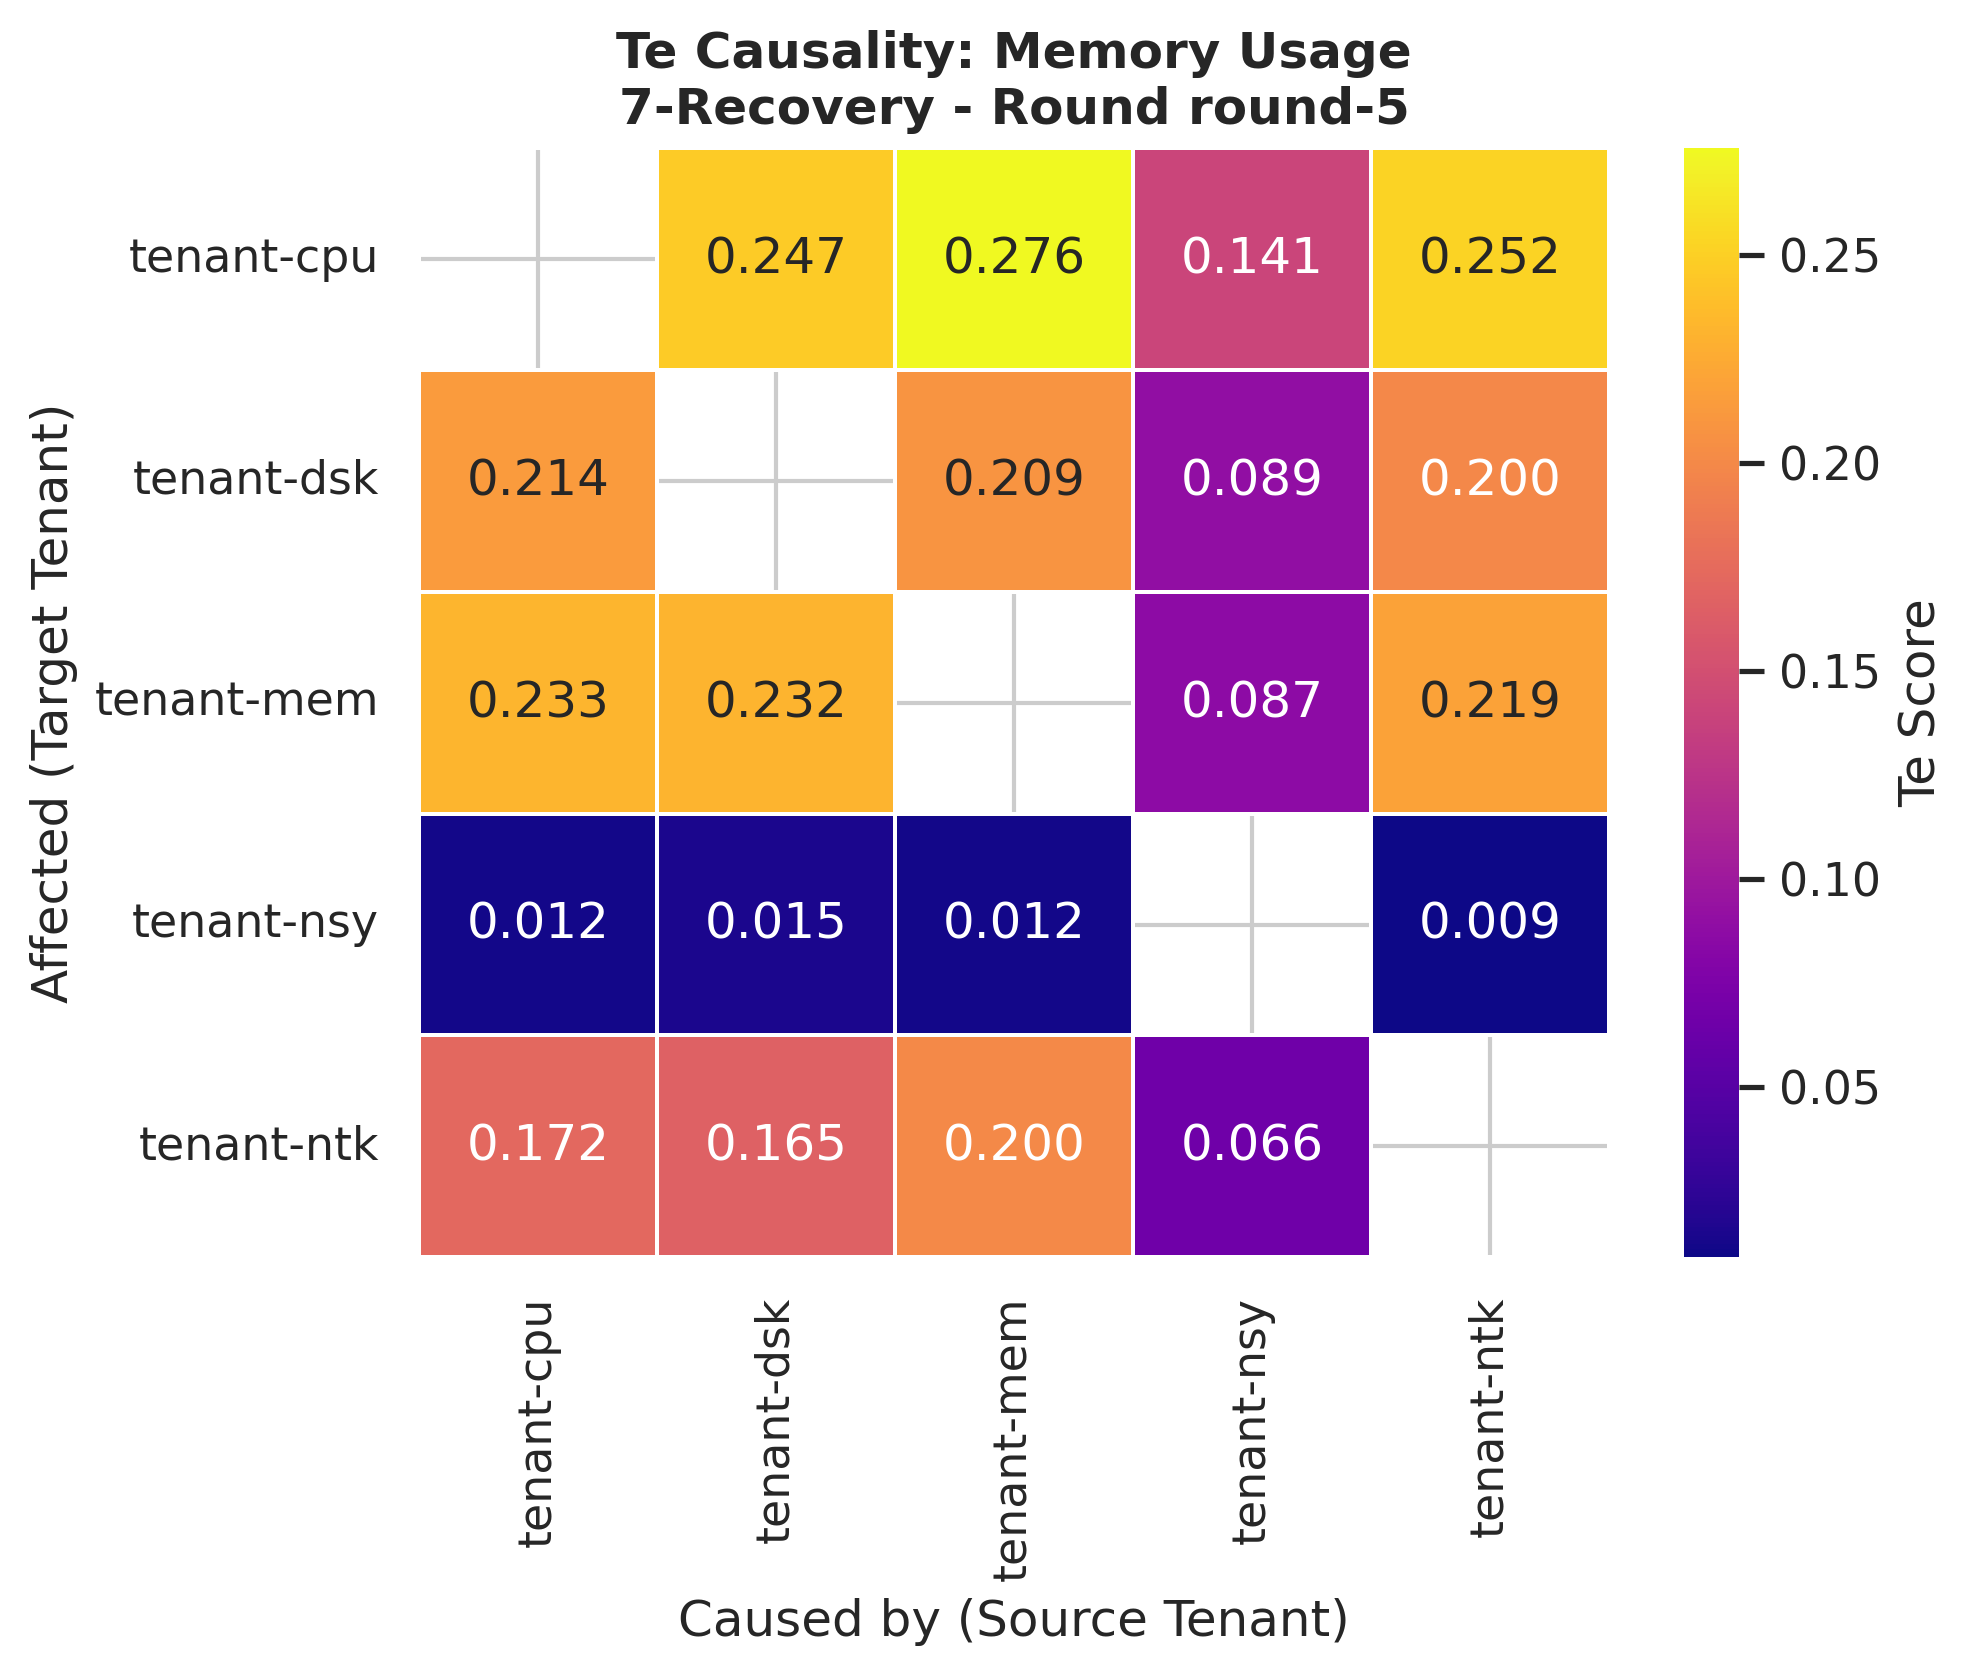 Te Causality: Memory Usage
7-Recovery - Round round-5
Affected (Target Tenant)
tenant-cpu
0.247
0.276
0.141
0.252
tenant-dsk
0.214
0.209
0.089
0.200
tenant-mem
0.233
0.232
0.087
0.219
tenant-nsy
0.012
0.015
0.012
0.009
tenant-ntk
0.172
0.165
0.200
0.066
tenant-cpu
tenant-dsk
tenant-mem
tenant-nsy
tenant-ntk
Caused by (Source Tenant)
0.25
0.20
0.15
0.10
0.05
Te Score